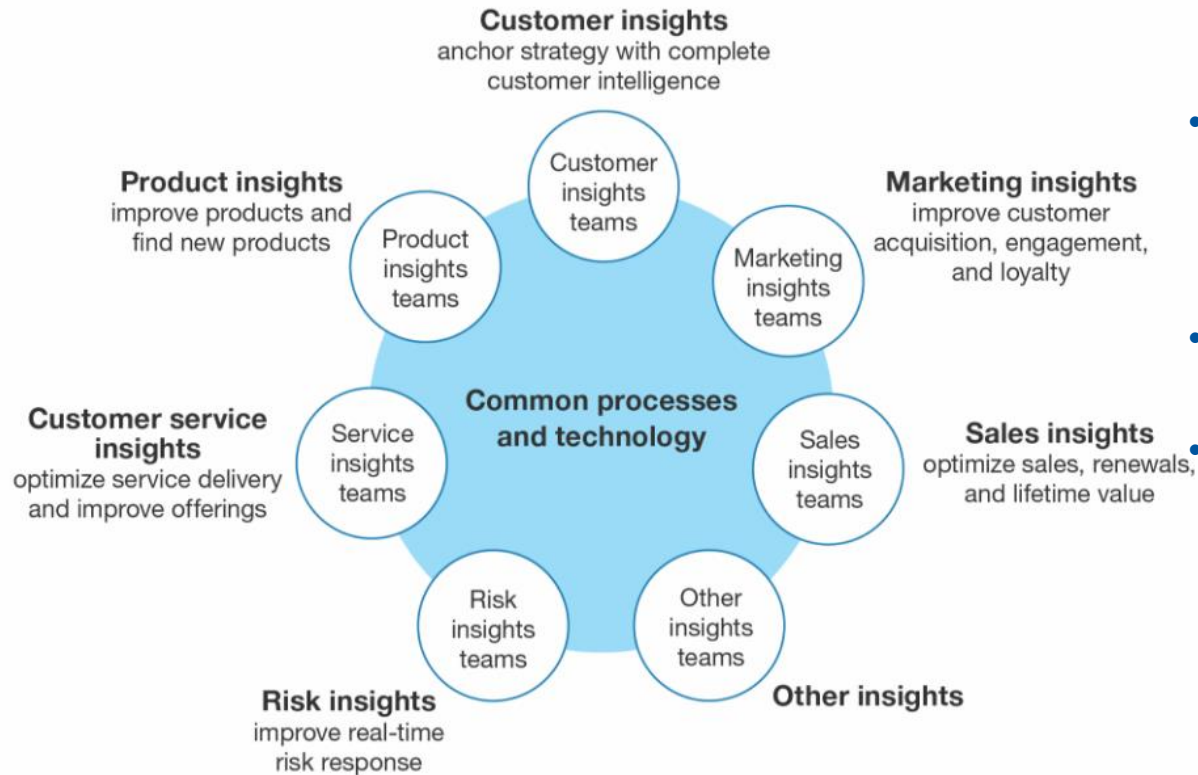 Customer insights
anchor strategy with complete
customer intelligence
Customer
insights
teams
Product insights
improve products and
find new products
Product
insights
teams
Marketing insights
improve customer
acquisition, engagement,
and loyalty
Marketing
insights
teams
Common processes
and technology
Customer service
insights
optimize service delivery
and improve offerings
Service
insights
teams
Sales
insights
teams
Sales insights
optimize sales, renewals,
and lifetime value
Risk
insights
teams
Other
insights
teams
Risk insights
improve real-time
risk response
Other insights